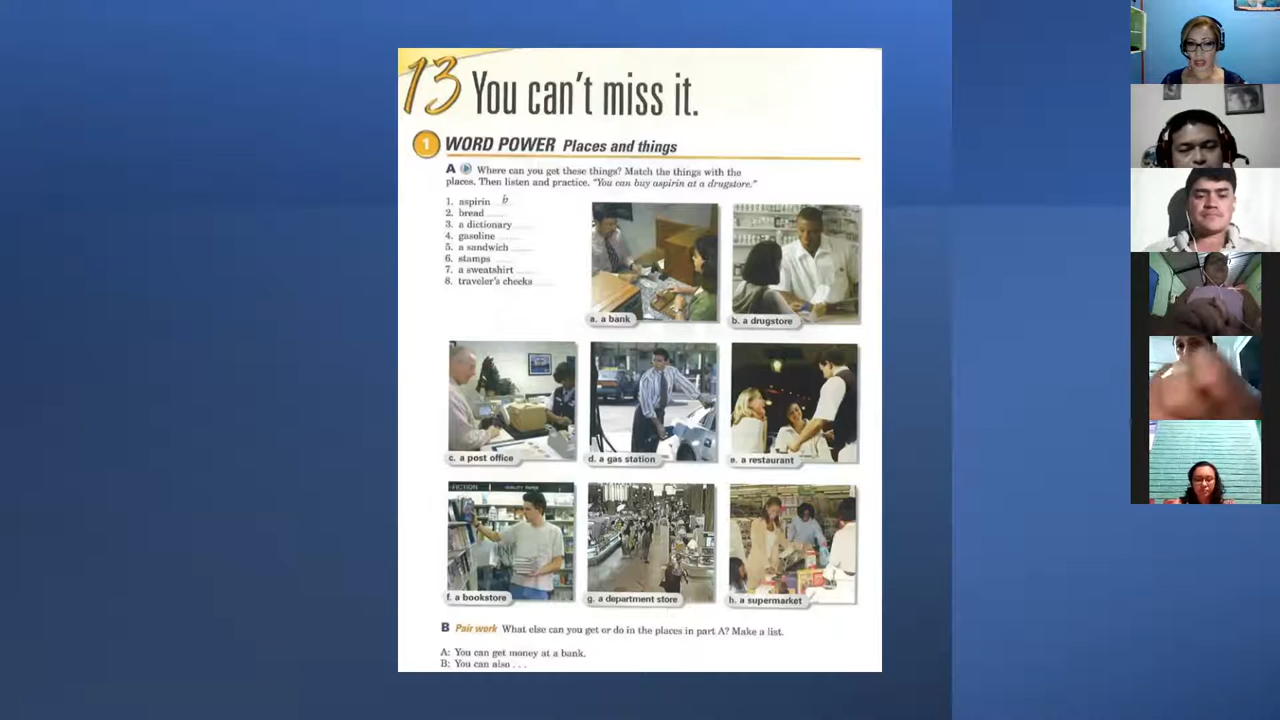 13 You can't miss it.
1 WORD POWER Places and things
A Where can you get these things? Match the things with the
places. Then listen and practice. "You can buy aspirin at a drugstore."
1. aspirin b
2. bread
3. a dictionary
4. gasoline
5. a sandwich
6. stamps
7. a sweatshirt
8. traveler's checks
a. a bank
b. a drugstore
c. a post office
d. a gas station
e. a restaurant
FICTION QUALITY PAPER
f. a bookstore
g. a department store
h. a supermarket
B Pair work What else can you get or do in the places in part A? Make a list.
A: You can get money at a bank.
B: You can also . . .